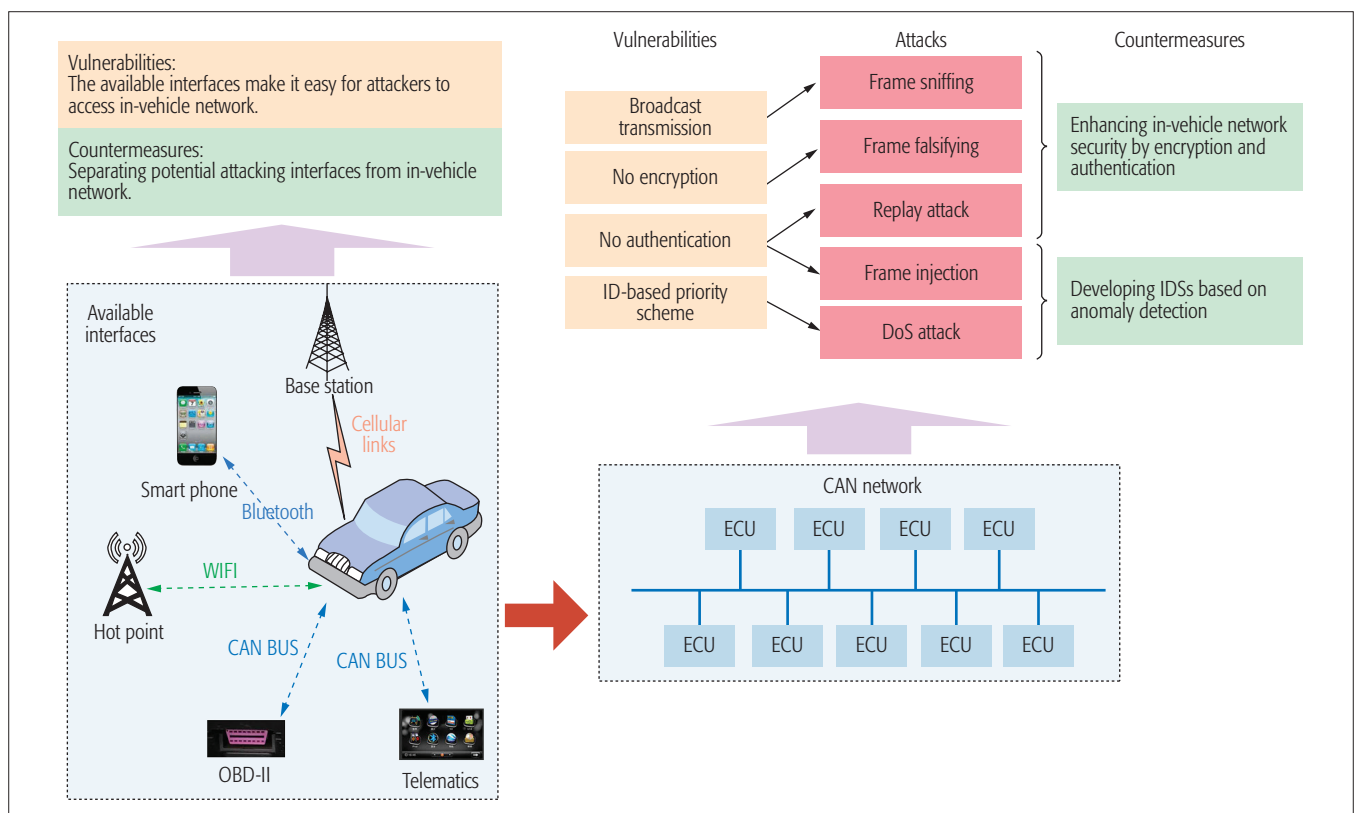 Vulnerabilities:
The available interfaces make it easy for attackers to
access in-vehicle network.
Countermeasures:
Separating potential attacking interfaces from in-vehicle
network.
Available
interfaces
Base station
Cellular
links
Smart phone
Bluetooth
WIFI
Hot point
CAN BUS
CAN BUS
OBD-II
Telematics
Vulnerabilities
Attacks
Countermeasures
Broadcast
transmission
No encryption
No authentication
ID-based priority
scheme
Frame sniffing
Frame falsifying
Replay attack
Frame injection
DoS attack
Enhancing in-vehicle network
security by encryption and
authentication
Developing IDSs based on
anomaly detection
CAN network
ECU ECU ECU ECU
ECU ECU ECU ECU ECU